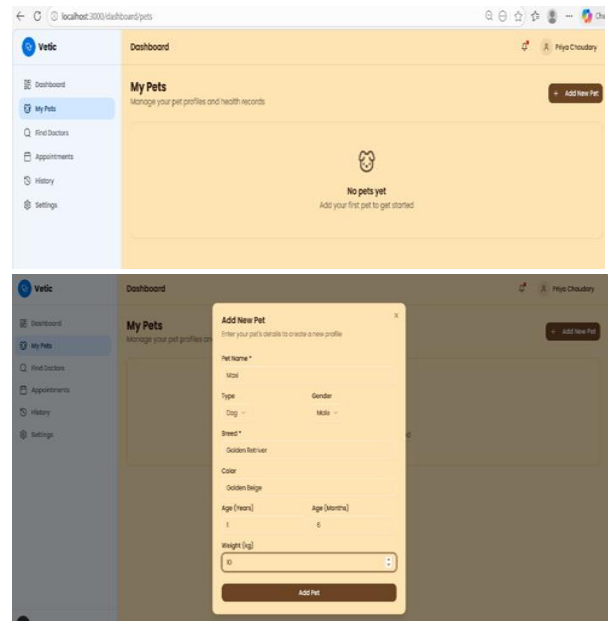 localhost:3000/dashboard/pets
Vetic
Dashboard
Priya Choudary
Dashboard
My Pets
Find Doctors
Appointments
History
Settings
My Pets
Manage your pet profiles and health records
+ Add New Pet
No pets yet
Add your first pet to get started
Vetic
Dashboard
Priya Choudary
Dashboard
My Pets
Find Doctors
Appointments
History
Settings
My Pets
Manage your pet profiles
+ Add New Pet
Add New Pet
x
Enter your pet's details to create a new profile
Pet Name *
Maxi
Type Gender
Dog Male
Breed *
Golden Retriver
Color
Golden Beige
Age (Years) Age (Months)
1 6
Weight (kg)
10
Add Pet